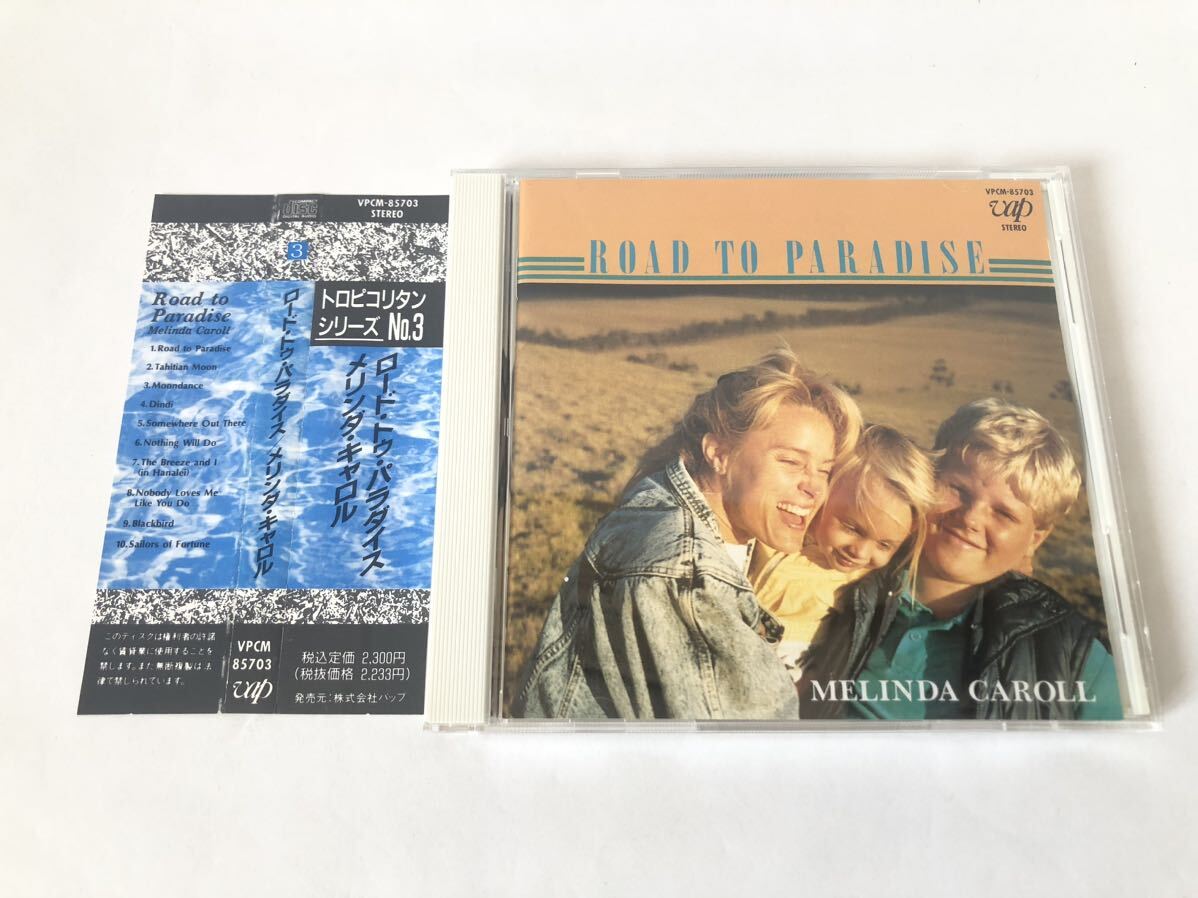 COMPACT
disc
DIGITAL AUDIO
VPCM-85703
STEREO
3
Road to
Paradise
Melinda Caroll
1.Road to Paradise
2.Tahitian Moon
3.Moondance
4.Dindi
5.Somewhere Out There
6.Nothing Will Do
7.The Breeze and I
(in Hanalei)
8.Nobody Loves Me
Like You Do
9.Blackbird
10.Sailors of Fortune
ロード・トゥ・パラダイス/メリンダ・キャロル
トロピコリタン
シリーズ No.3
ロード・トゥ・パラダイス
メリンダ・キャロル
このディスクは権利者の許諾
なく賃貸業に使用することを
禁じます。また無断複製は法
律で禁じられています。
VPCM
85703
vap
税込定価 2,300円
(税抜価格 2,233円)
発売元:株式会社バップ
VPCM-85703
vap
STEREO
ROAD TO PARADISE
MELINDA CAROLL